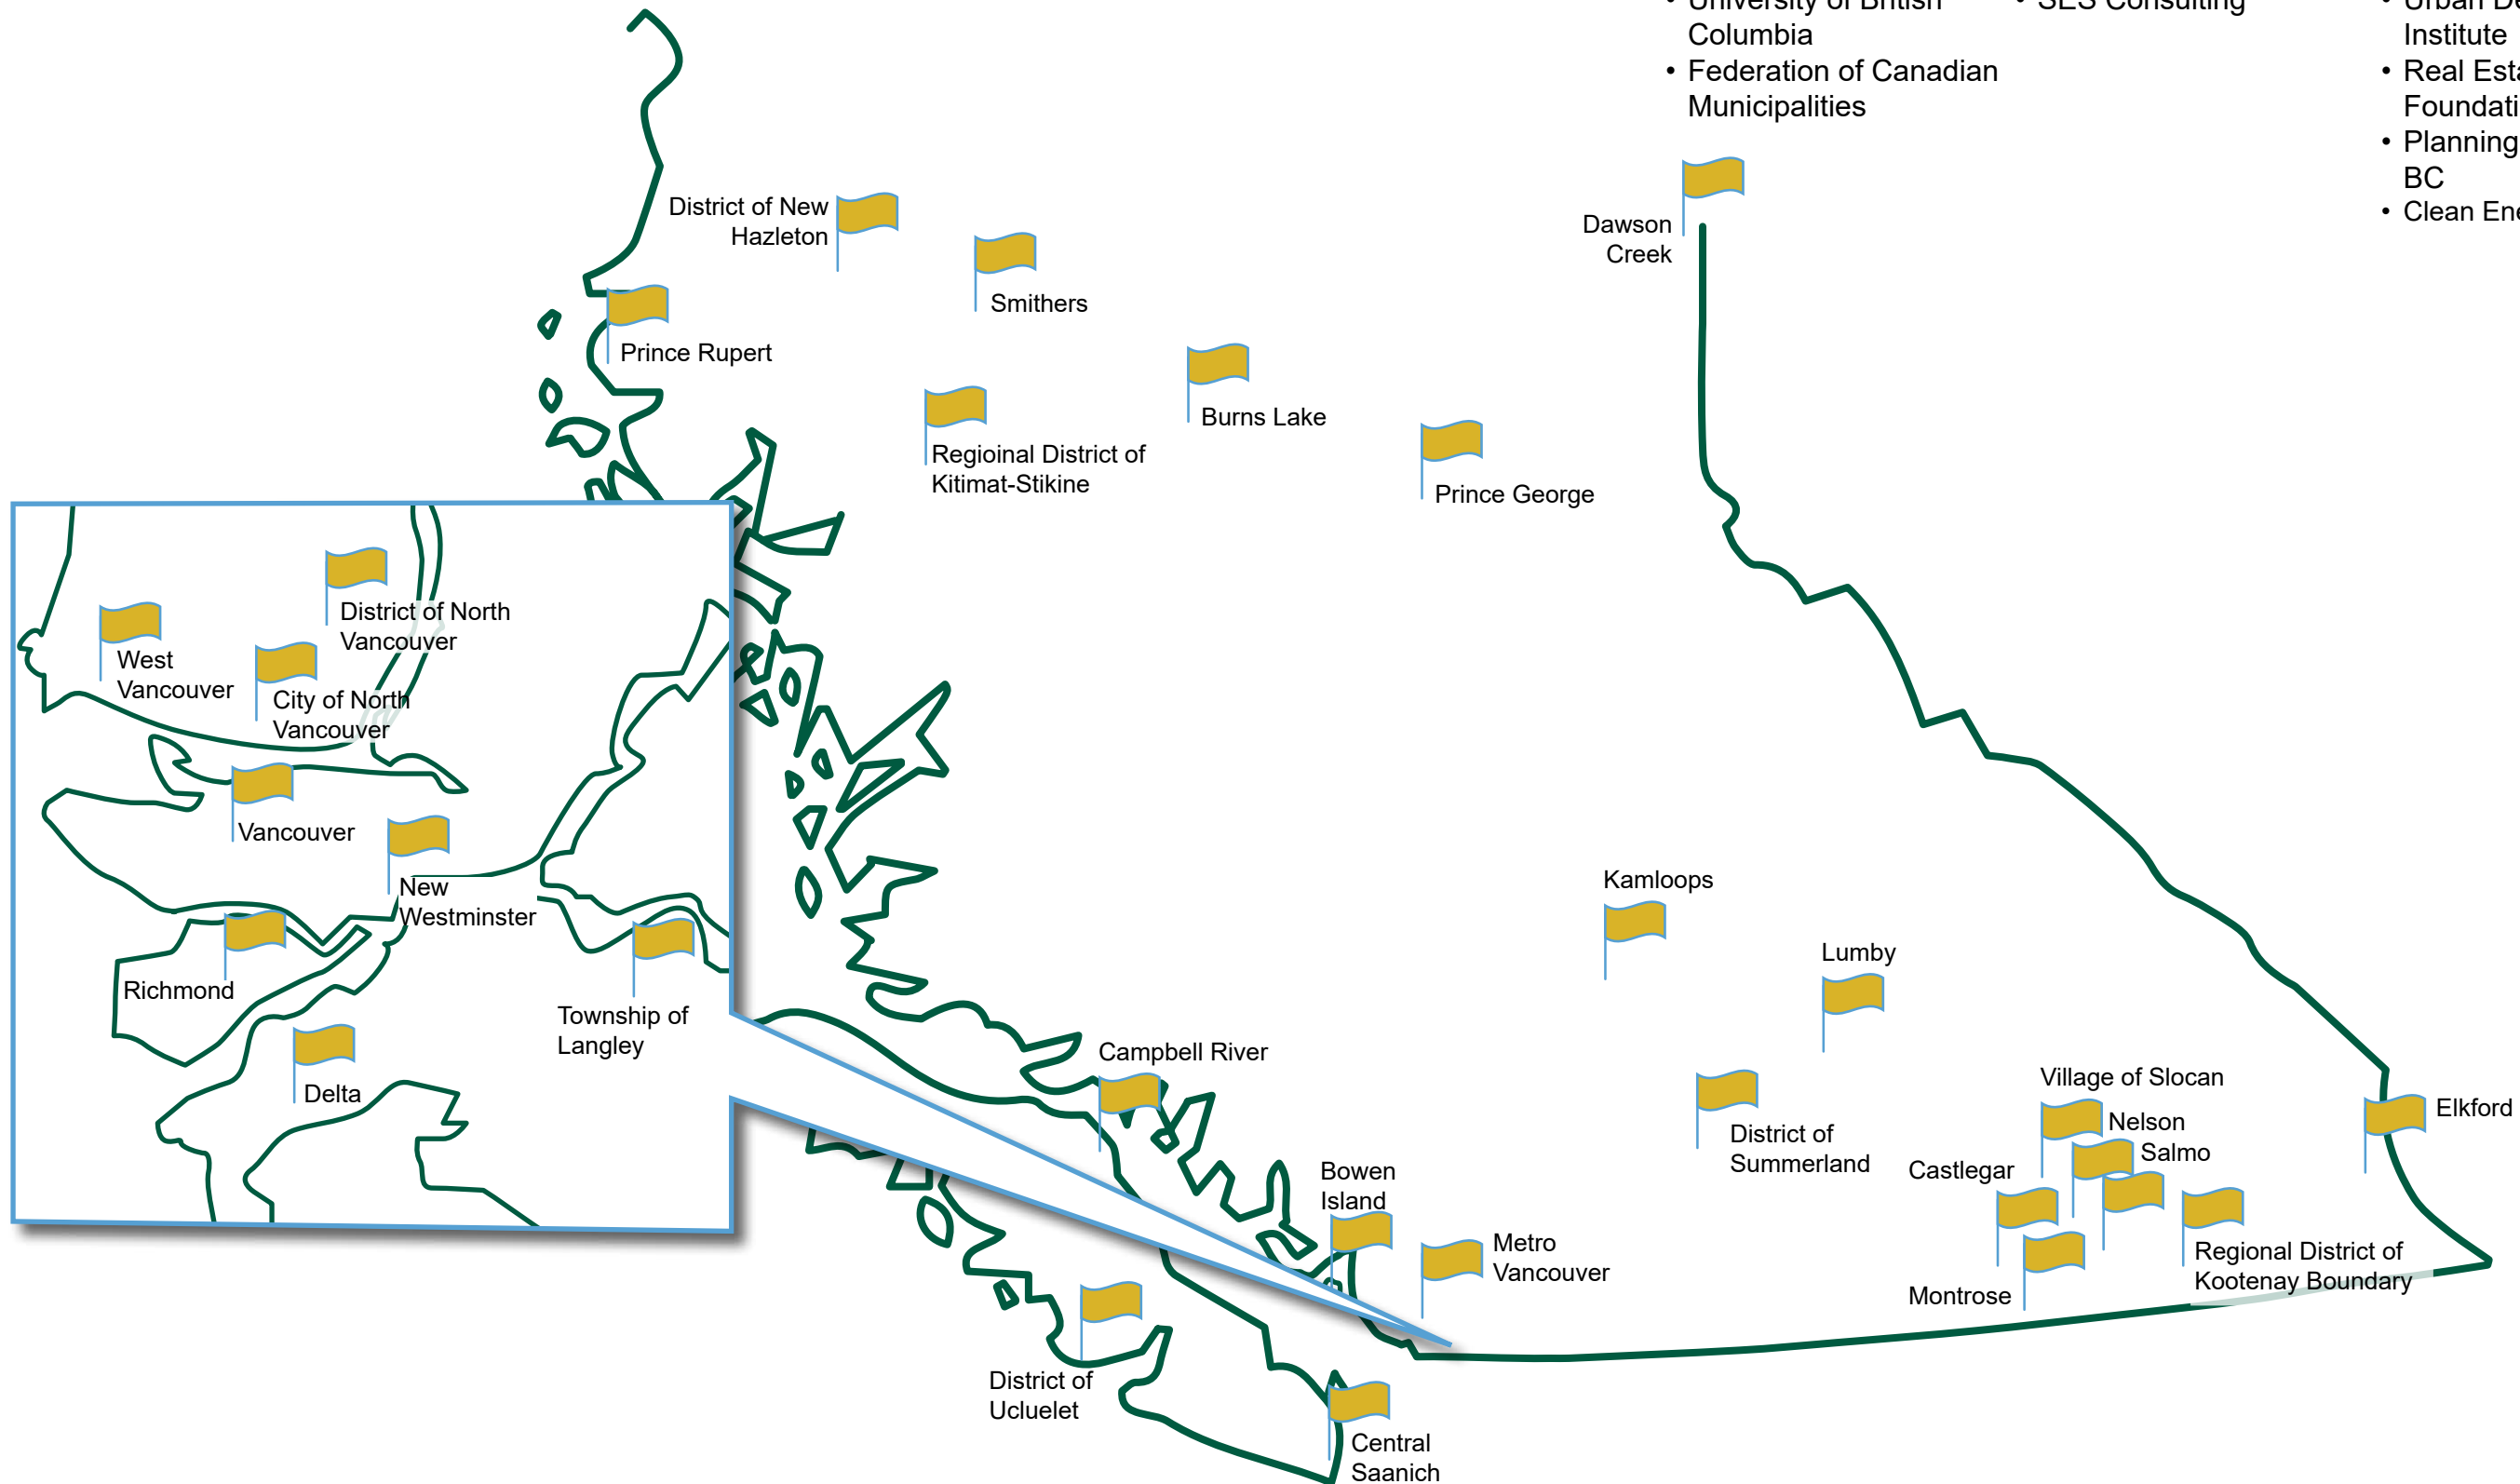 University of British
Columbia
• Federation of Canadian
Municipalities
• SES Consulting
Institute
• Planning
BC
• Clean
Dawson
Creek
District of New
Hazleton
Smithers
Prince Rupert
Burns Lake
Regioinal District of
Kitimat-Stikine
Prince George
District of North
Vancouver
West
Vancouver
City of North
Vancouver
Vancouver
New
Westminster
Richmond
Township of
Langley
Delta
Kamloops
Lumby
Campbell River
Village of Slocan
Nelson
Salmo
Elkford
District of
Summerland
Castlegar
Bowen
Island
Metro
Vancouver
Regional District of
Kootenay Boundary
Montrose
District of
Ucluelet
Central
Saanich